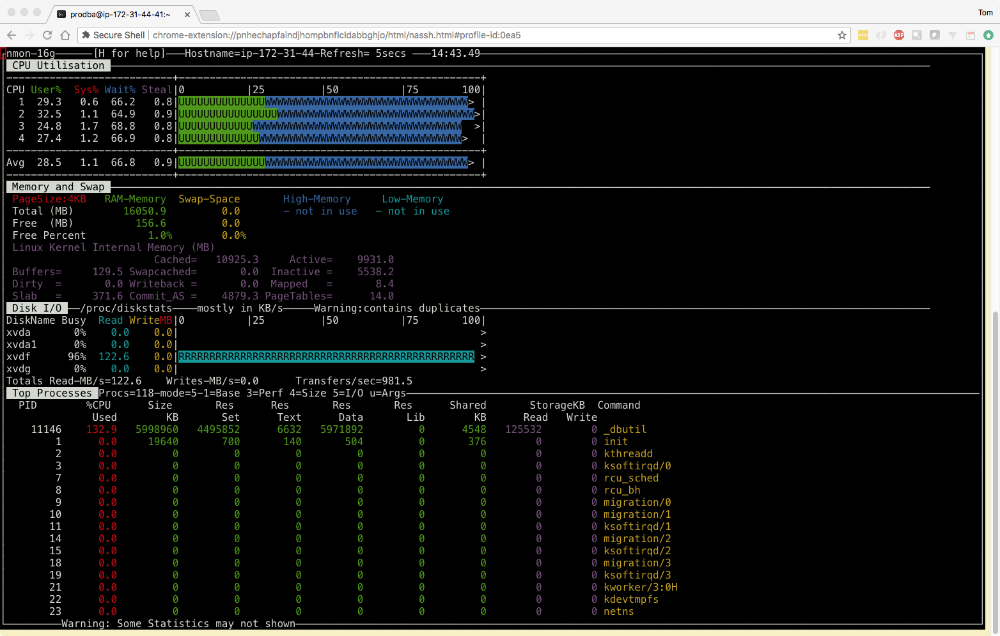 prodba@ip-172-31-44-41:~
Tom
Secure Shell chrome-extension://pnhechapfaindjhompbnflcldabbghjo/html/nassh.html#profile-id:0ea5
ABP
nmon-16g [H for help] Hostname=ip-172-31-44-Refresh= 5secs 14:43.49
CPU Utilisation
CPU User% Sys% Wait% Steal|0 |25 |50 |75 100|
1 29.3 0.6 66.2 0.8|UUUUUUUUUUUUUUWWWWWWWWWWWWWWWWWWWWWWWWWWWWWWWWW> |
2 32.5 1.1 64.9 0.9|UUUUUUUUUUUUUUUUWWWWWWWWWWWWWWWWWWWWWWWWWWWWWWWW>|
3 24.8 1.7 68.8 0.8|UUUUUUUUUUUUWWWWWWWWWWWWWWWWWWWWWWWWWWWWWWWWWW >|
4 27.4 1.2 66.9 0.8|UUUUUUUUUUUUUWWWWWWWWWWWWWWWWWWWWWWWWWWWWWWWWW> |
Avg 28.5 1.1 66.8 0.9|UUUUUUUUUUUUUUWWWWWWWWWWWWWWWWWWWWWWWWWWWWWWWWW> |
Memory and Swap
PageSize:4KB RAM-Memory Swap-Space High-Memory Low-Memory
Total (MB) 16050.9 0.0 - not in use - not in use
Free (MB) 156.6 0.0
Free Percent 1.0% 0.0%
Linux Kernel Internal Memory (MB)
Cached= 10925.3 Active= 9931.0
Buffers= 129.5 Swapcached= 0.0 Inactive = 5538.2
Dirty = 0.0 Writeback = 0.0 Mapped = 8.4
Slab = 371.6 Commit_AS = 4879.3 PageTables= 14.0
Disk I/O /proc/diskstats mostly in KB/s Warning:contains duplicates
DiskName Busy Read WriteMB|0 |25 |50 |75 100|
xvda 0% 0.0 0.0| >
xvda1 0% 0.0 0.0| >
xvdf 96% 122.6 0.0|RRRRRRRRRRRRRRRRRRRRRRRRRRRRRRRRRRRRRRRRRRRRRRRR >
xvdg 0% 0.0 0.0| >
Totals Read-MB/s=122.6 Writes-MB/s=0.0 Transfers/sec=981.5
Top Processes Procs=118-mode=5-1=Base 3=Perf 4=Size 5=I/O u=Args
PID %CPU Size Res Res Res Res Shared StorageKB Command
Used KB Set Text Data Lib KB Read Write
11146 132.9 5998960 4495852 6632 5971892 0 4548 125532 0 _dbutil
1 0.0 19640 700 140 504 0 376 0 0 init
2 0.0 0 0 0 0 0 0 0 0 kthreadd
3 0.0 0 0 0 0 0 0 0 0 ksoftirqd/0
7 0.0 0 0 0 0 0 0 0 0 rcu_sched
8 0.0 0 0 0 0 0 0 0 0 rcu_bh
9 0.0 0 0 0 0 0 0 0 0 migration/0
10 0.0 0 0 0 0 0 0 0 0 migration/1
11 0.0 0 0 0 0 0 0 0 0 ksoftirqd/1
14 0.0 0 0 0 0 0 0 0 0 migration/2
15 0.0 0 0 0 0 0 0 0 0 ksoftirqd/2
18 0.0 0 0 0 0 0 0 0 0 migration/3
19 0.0 0 0 0 0 0 0 0 0 ksoftirqd/3
21 0.0 0 0 0 0 0 0 0 0 kworker/3:0H
22 0.0 0 0 0 0 0 0 0 0 kdevtmpfs
23 0.0 0 0 0 0 0 0 0 0 netns
Warning: Some Statistics may not shown